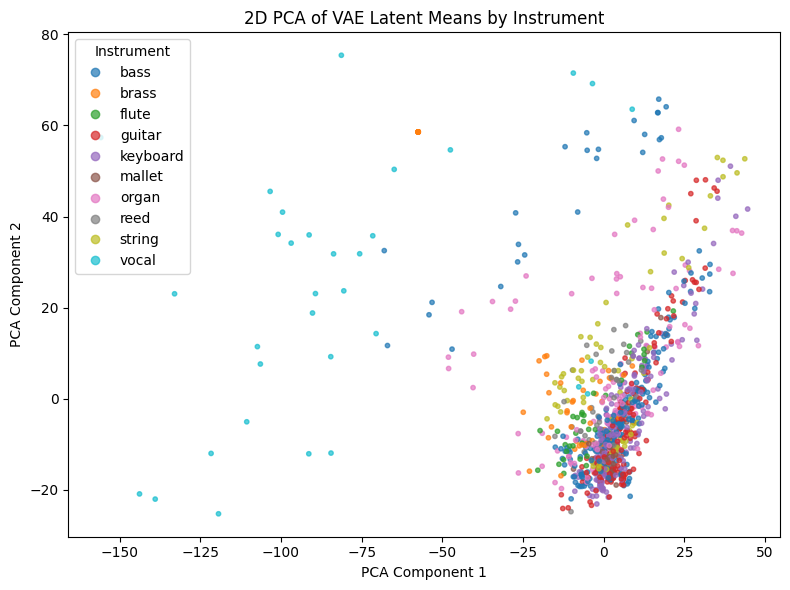 2D PCA of VAE Latent Means by Instrument
80
60
40
20
0
−20
PCA Component 2
Instrument
bass
brass
flute
guitar
keyboard
mallet
organ
reed
string
vocal
−150
−125
−100
−75
−50
−25
0
25
50
PCA Component 1